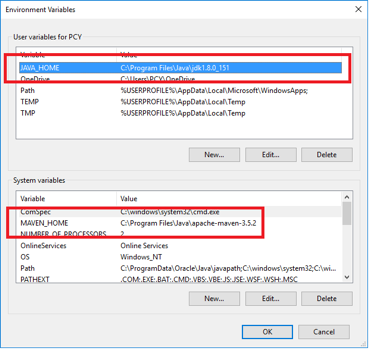 Environment Variables
User variables for PCY
Variable Value
JAVA_HOME C:\Program Files\Java\jdk1.8.0_151
OneDrive C:\Users\PCY\OneDrive
Path %USERPROFILE%\AppData\Local\Microsoft\WindowsApps;
TEMP %USERPROFILE%\AppData\Local\Temp
TMP %USERPROFILE%\AppData\Local\Temp
New... Edit... Delete
System variables
Variable Value
ComSpec C:\windows\system32\cmd.exe
MAVEN_HOME C:\Program Files\Java\apache-maven-3.5.2
NUMBER_OF_PROCESSORS 2
OnlineServices Online Services
OS Windows_NT
Path C:\ProgramData\Oracle\Java\javapath;C:\windows\system32;C:\wi...
PATHEXT .COM;.EXE;.BAT;.CMD;.VBS;.VBE;.JS;.JSE;.WSF;.WSH;.MSC
New... Edit... Delete
OK Cancel